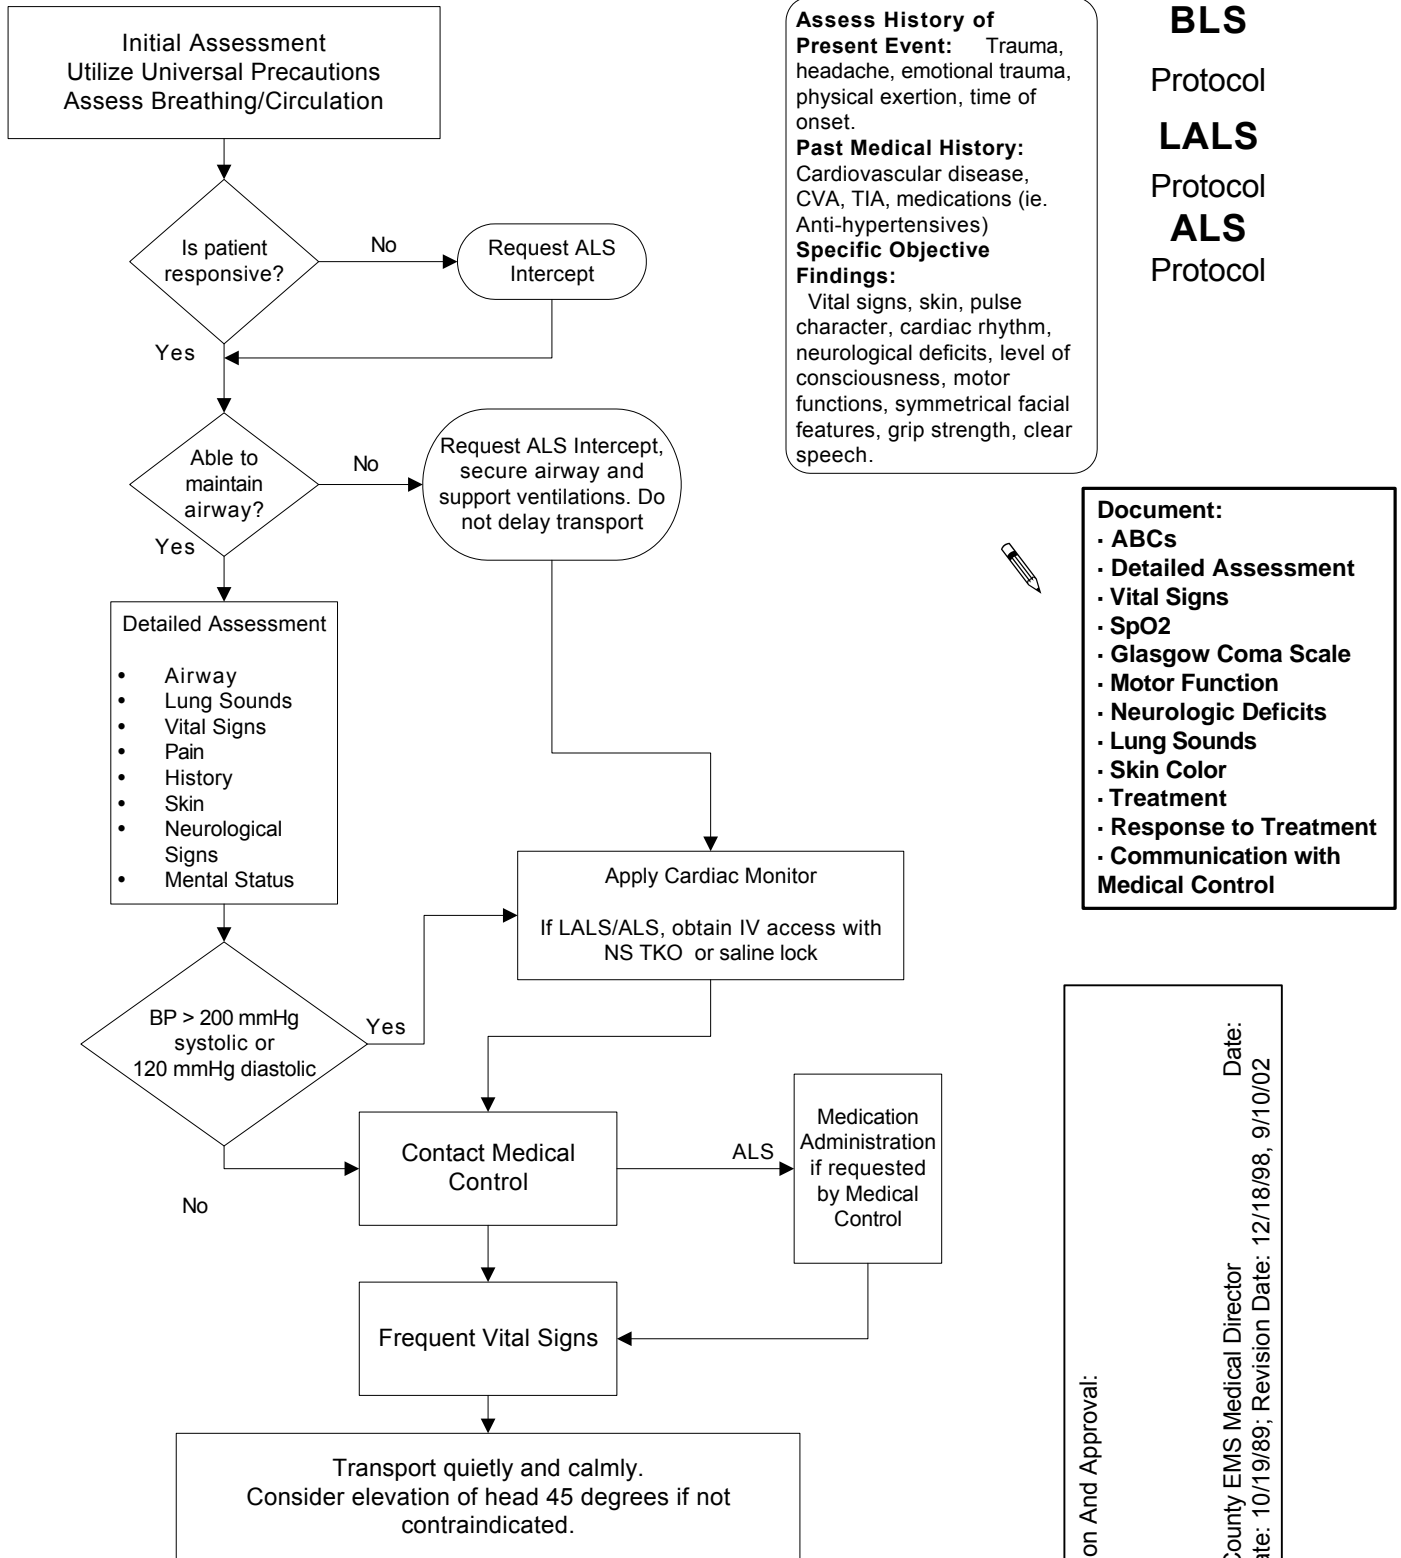 Initial Assessment
Utilize Universal Precautions
Assess Breathing/Circulation
Is patient
responsive?
No
Request ALS
Intercept
Yes
Able to
maintain
airway?
No
Request ALS Intercept,
secure airway and
support ventilations. Do
not delay transport
Yes
Detailed Assessment
• Airway
• Lung Sounds
• Vital Signs
• Pain
• History
• Skin
• Neurological
Signs
• Mental Status
Apply Cardiac Monitor
If LALS/ALS, obtain IV access with
NS TKO or saline lock
BP > 200 mmHg
systolic or
120 mmHg diastolic
Yes
No
Contact Medical
Control
ALS
Medication
Administration
if requested
by Medical
Control
Frequent Vital Signs
Transport quietly and calmly.
Consider elevation of head 45 degrees if not
contraindicated.
Assess History of
Present Event: Trauma,
headache, emotional trauma,
physical exertion, time of
onset.
Past Medical History:
Cardiovascular disease,
CVA, TIA, medications (ie.
Anti-hypertensives)
Specific Objective
Findings:
Vital signs, skin, pulse
character, cardiac rhythm,
neurological deficits, level of
consciousness, motor
functions, symmetrical facial
features, grip strength, clear
speech.
BLS
Protocol
LALS
Protocol
ALS
Protocol
Document:
· ABCs
· Detailed Assessment
· Vital Signs
· SpO2
· Glasgow Coma Scale
· Motor Function
· Neurologic Deficits
· Lung Sounds
· Skin Color
· Treatment
· Response to Treatment
· Communication with
Medical Control
And Approval:
County EMS Medical Director Date:
10/19/89; Revision Date: 12/18/98, 9/10/02